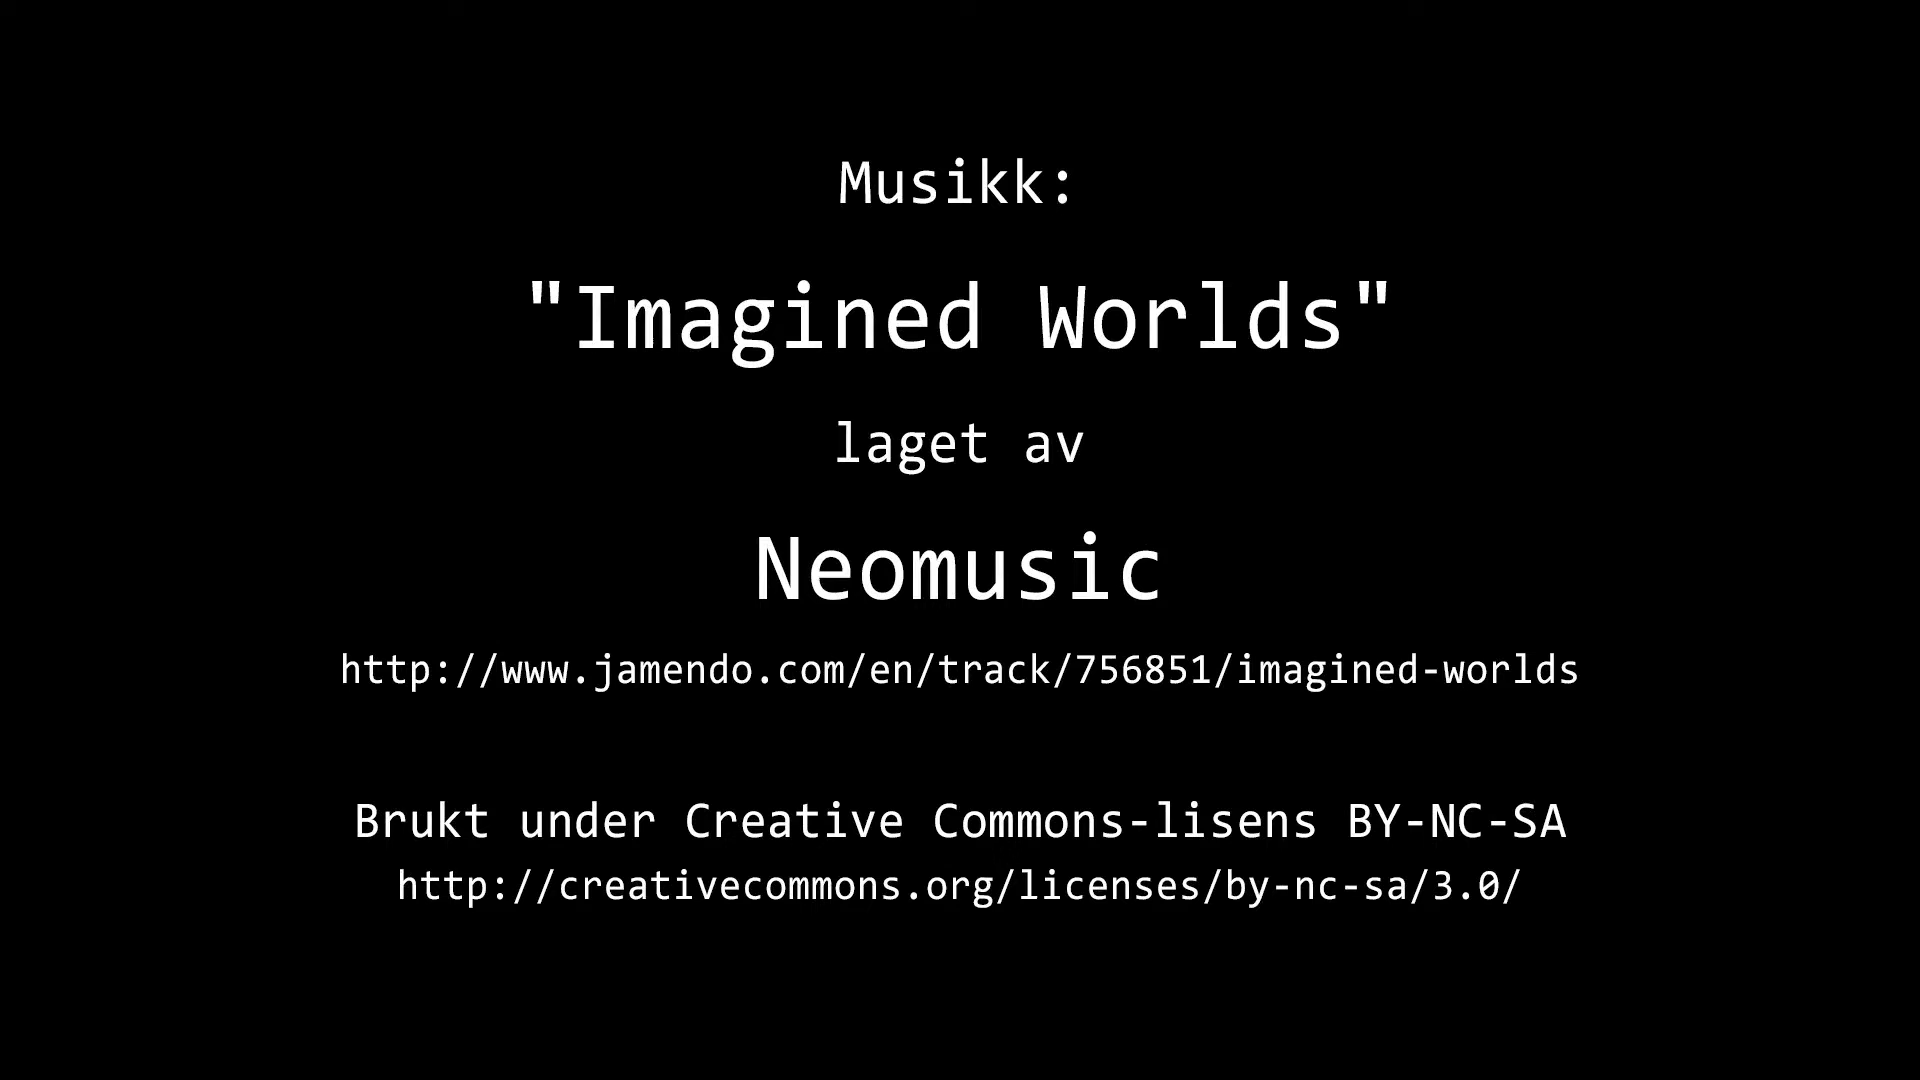 Musikk:
"Imagined Worlds"
laget av
Neomusic
http://www.jamendo.com/en/track/756851/imagined-worlds
Brukt under Creative Commons-lisens BY-NC-SA
http://creativecommons.org/licenses/by-nc-sa/3.0/